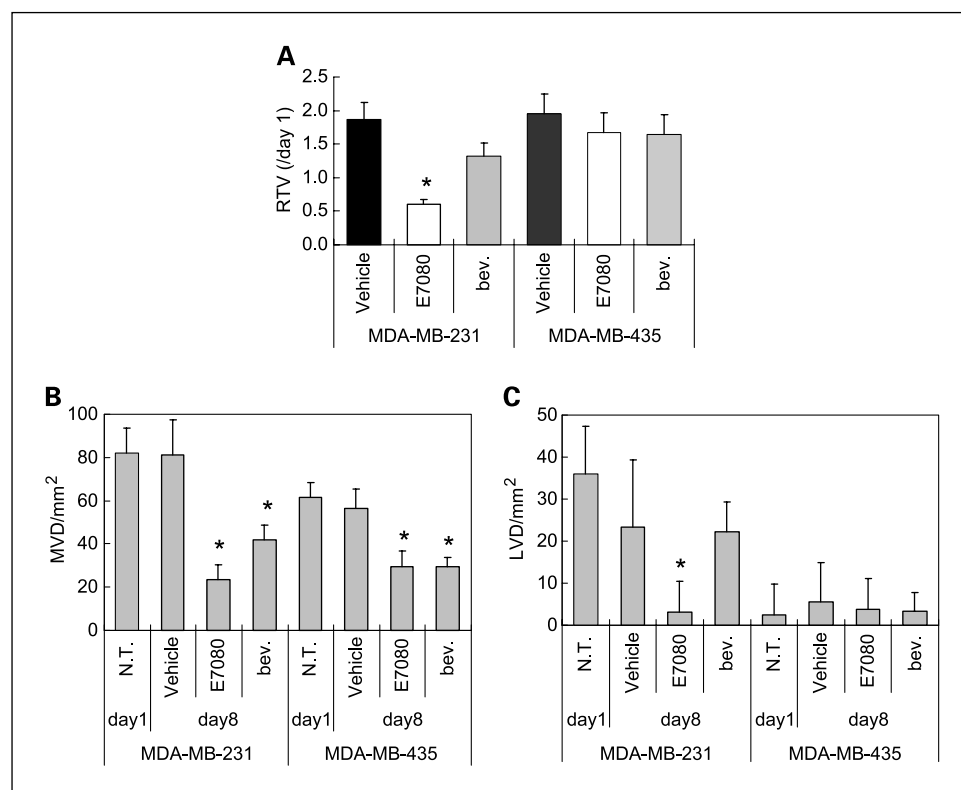 A
RTV (/day 1)
2.5
2.0
1.5
1.0
0.5
0.0
*
Vehicle E7080 bev. Vehicle E7080 bev.
MDA-MB-231 MDA-MB-435
B
MVD/mm²
100
80
60
40
20
0
* * * *
N.T. Vehicle E7080 bev. N.T. Vehicle E7080 bev.
day1 day8 day1 day8
MDA-MB-231 MDA-MB-435
C
LVD/mm²
50
40
30
20
10
0
*
N.T. Vehicle E7080 bev. N.T. Vehicle E7080 bev.
day1 day8 day1 day8
MDA-MB-231 MDA-MB-435